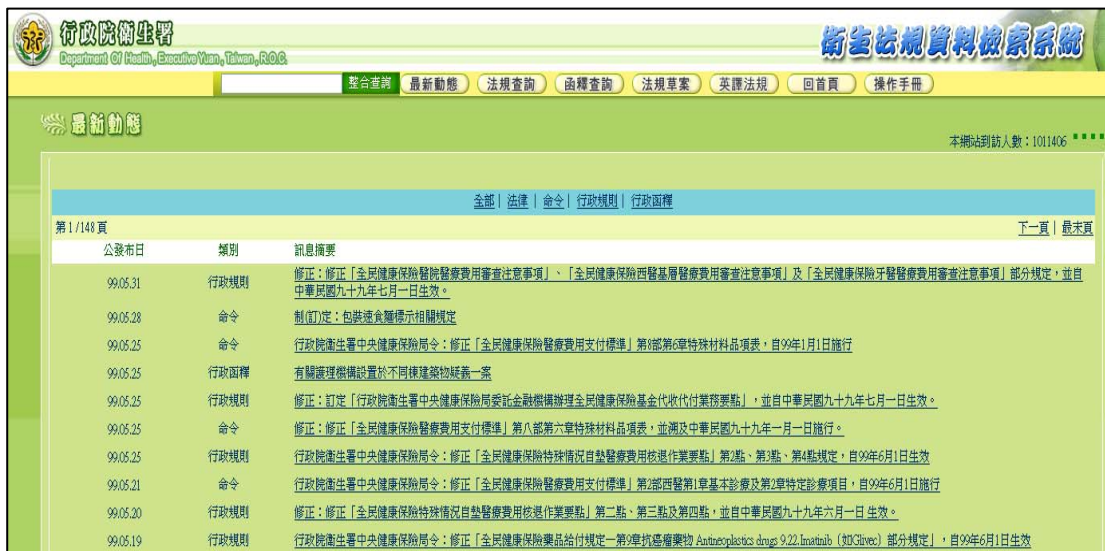 行政院衛生署
Department Of Health, Executive Yuan, Taiwan, R.O.C.
衛生法規資料檢索系統
整合查詢 最新動態 法規查詢 函釋查詢 法規草案 英譯法規 回首頁 操作手冊
最新動態
本網站到訪人數：1011406
全部| 法律| 命令| 行政規則| 行政函釋
第 1 /148 頁 下一頁| 最末頁
公發布日 類別 訊息摘要
99.05.31 行政規則 修正：修正「全民健康保險醫院醫療費用審查注意事項」、「全民健康保險西醫基層醫療費用審查注意事項」及「全民健康保險牙醫醫療費用審查注意事項」部分規定，並自
中華民國九十九年七月一日生效。
99.05.28 命令 制(訂)定：包裝速食麵標示相關規定
99.05.25 命令 行政院衛生署中央健康保險局令：修正「全民健康保險醫療費用支付標準」第8部第6章特殊材料品項表，自99年1月1日施行
99.05.25 行政函釋 有關護理機構設置於不同棟建築物疑義一案
99.05.25 行政規則 修正：訂定「行政院衛生署中央健康保險局委託金融機構辦理全民健康保險基金代收代付業務要點」，並自中華民國九十九年七月一日生效。
99.05.25 命令 修正：修正「全民健康保險醫療費用支付標準」第八部第六章特殊材料品項表，並溯及中華民國九十九年一月一日施行。
99.05.25 行政規則 行政院衛生署中央健康保險局令：修正「全民健康保險特殊情況自墊醫療費用核退作業要點」第2點、第3點、第4點規定，自99年6月1日生效
99.05.21 命令 行政院衛生署中央健康保險局令：修正「全民健康保險醫療費用支付標準」第2部西醫第1章基本診療及第2章特定診療項目，自99年6月1日施行
99.05.20 行政規則 修正：修正「全民健康保險特殊情況自墊醫療費用核退作業要點」第二點、第三點及第四點，並自中華民國九十九年六月一日 生效。
99.05.19 行政規則 行政院衛生署中央健康保險局令：修正「全民健康保險藥品給付規定－第9章抗癌瘤藥物 Antineoplastics drugs 9.22.Imatinib（如Glivec）部分規定」，自99年6月1日生效